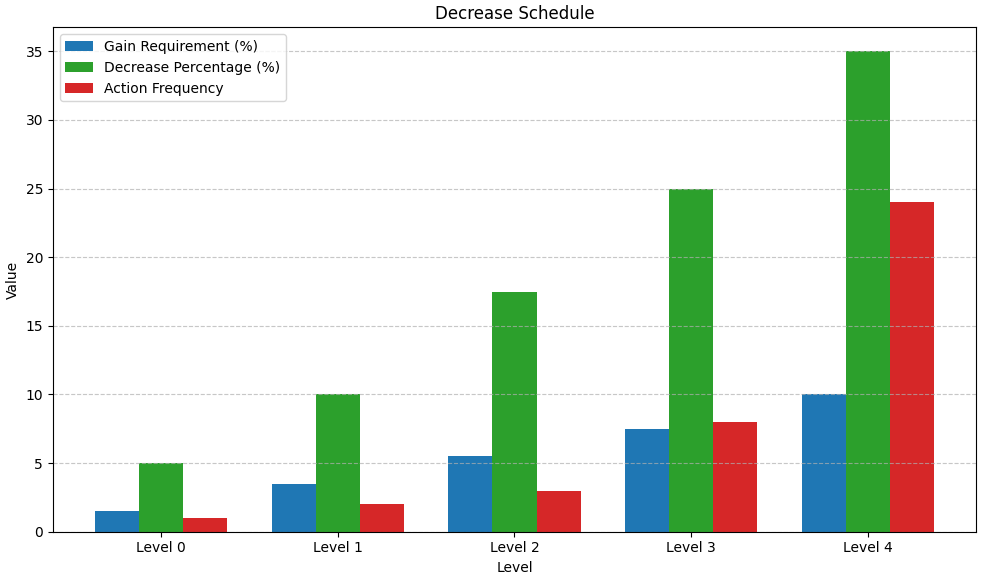 Decrease Schedule
Gain Requirement (%)
Decrease Percentage (%)
Action Frequency
35
30
25
20
15
10
5
0
Value
Level 0 Level 1 Level 2 Level 3 Level 4
Level